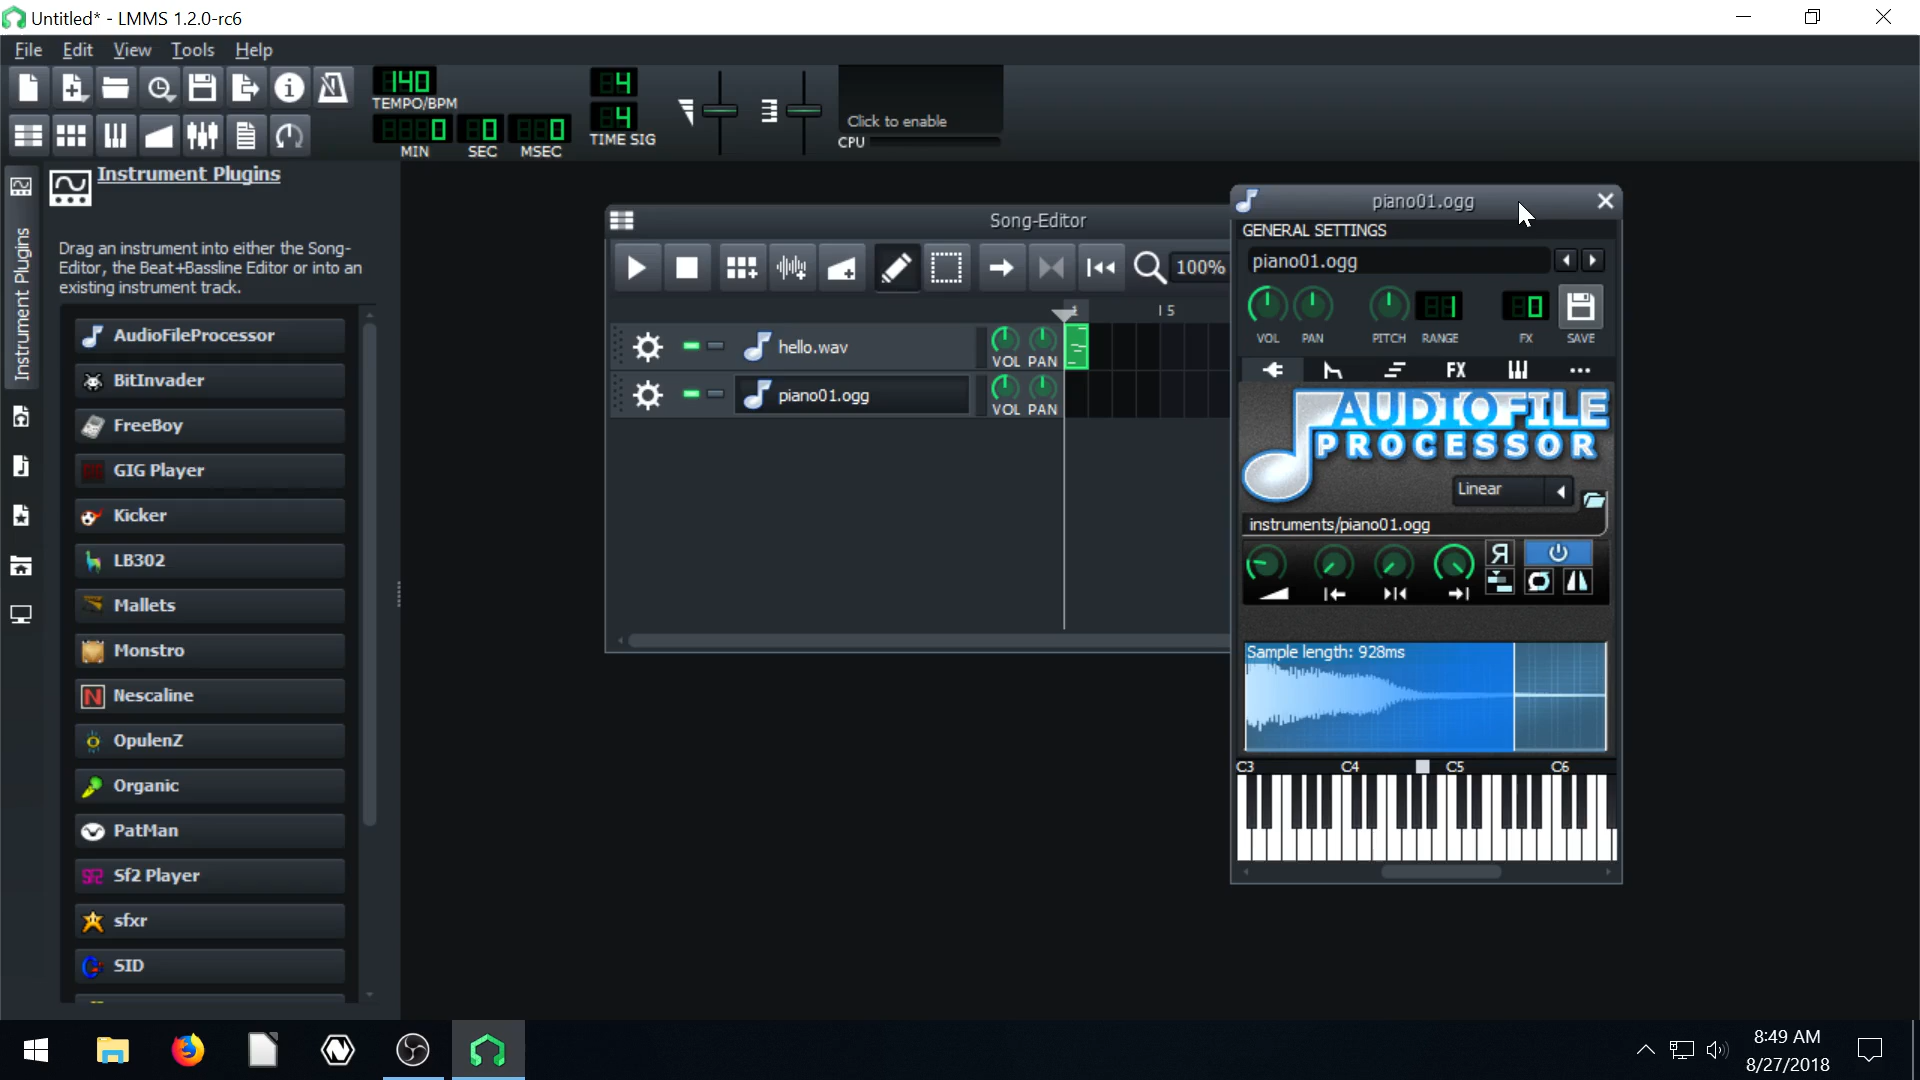 Untitled* - LMMS 1.2.0-rc6
File Edit View Tools Help
140
TEMPO/BPM
0 0 0
MIN SEC MSEC
4
4
TIME SIG
Click to enable
CPU
Instrument Plugins
Instrument Plugins
Drag an instrument into either the Song-
Editor, the Beat+Bassline Editor or into an
existing instrument track.
AudioFileProcessor
BitInvader
FreeBoy
GIG Player
Kicker
LB302
Mallets
Monstro
Nescaline
OpulenZ
Organic
PatMan
Sf2 Player
sfxr
SID
Song-Editor
100%
1 5
hello.wav
VOL PAN
piano01.ogg
VOL PAN
piano01.ogg
GENERAL SETTINGS
piano01.ogg
1 0
VOL PAN PITCH RANGE FX SAVE
FX
AUDIO FILE
PROCESSOR
Linear
instruments/piano01.ogg
Sample length: 928ms
C3 C4 C5 C6
8:49 AM
8/27/2018